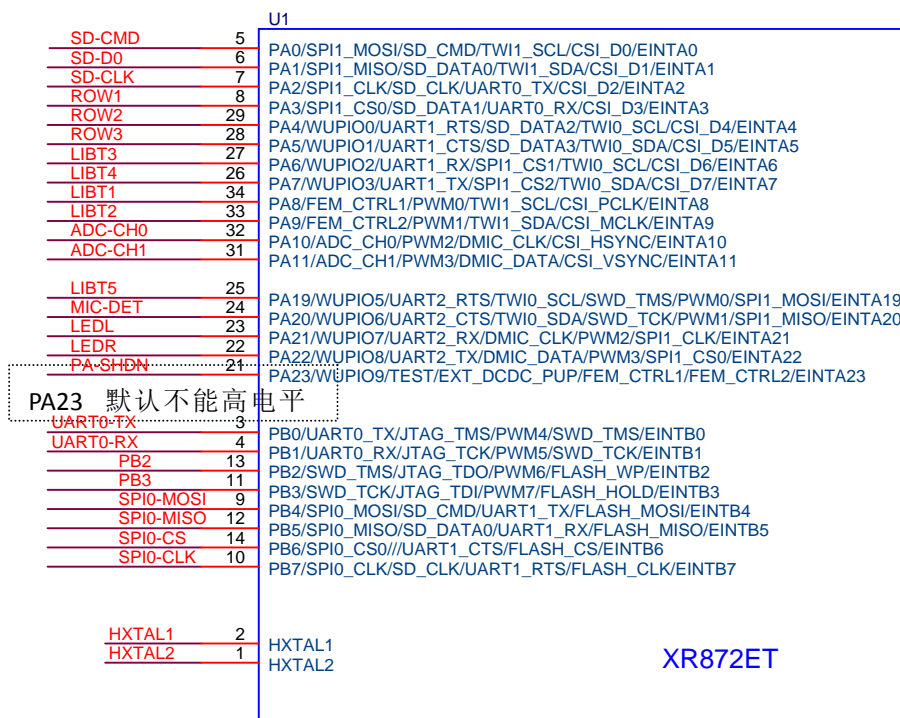 U1
SD-CMD 5 PA0/SPI1_MOSI/SD_CMD/TWI1_SCL/CSI_D0/EINTA0
SD-D0 6 PA1/SPI1_MISO/SD_DATA0/TWI1_SDA/CSI_D1/EINTA1
SD-CLK 7 PA2/SPI1_CLK/SD_CLK/UART0_TX/CSI_D2/EINTA2
ROW1 8 PA3/SPI1_CS0/SD_DATA1/UART0_RX/CSI_D3/EINTA3
ROW2 29 PA4/WUPIO0/UART1_RTS/SD_DATA2/TWI0_SCL/CSI_D4/EINTA4
ROW3 28 PA5/WUPIO1/UART1_CTS/SD_DATA3/TWI0_SDA/CSI_D5/EINTA5
LIBT3 27 PA6/WUPIO2/UART1_RX/SPI1_CS1/TWI0_SCL/CSI_D6/EINTA6
LIBT4 26 PA7/WUPIO3/UART1_TX/SPI1_CS2/TWI0_SDA/CSI_D7/EINTA7
LIBT1 34 PA8/FEM_CTRL1/PWM0/TWI1_SCL/CSI_PCLK/EINTA8
LIBT2 33 PA9/FEM_CTRL2/PWM1/TWI1_SDA/CSI_MCLK/EINTA9
ADC-CH0 32 PA10/ADC_CH0/PWM2/DMIC_CLK/CSI_HSYNC/EINTA10
ADC-CH1 31 PA11/ADC_CH1/PWM3/DMIC_DATA/CSI_VSYNC/EINTA11
LIBT5 25 PA19/WUPIO5/UART2_RTS/TWI0_SCL/SWD_TMS/PWM0/SPI1_MOSI/EINTA19
MIC-DET 24 PA20/WUPIO6/UART2_CTS/TWI0_SDA/SWD_TCK/PWM1/SPI1_MISO/EINTA20
LEDL 23 PA21/WUPIO7/UART2_RX/DMIC_CLK/PWM2/SPI1_CLK/EINTA21
LEDR 22 PA22/WUPIO8/UART2_TX/DMIC_DATA/PWM3/SPI1_CS0/EINTA22
PA-SHDN 21 PA23/WUPIO9/TEST/EXT_DCDC_PUP/FEM_CTRL1/FEM_CTRL2/EINTA23
PA23 默认不能高电平
UART0-TX 3 PB0/UART0_TX/JTAG_TMS/PWM4/SWD_TMS/EINTB0
UART0-RX 4 PB1/UART0_RX/JTAG_TCK/PWM5/SWD_TCK/EINTB1
PB2 13 PB2/SWD_TMS/JTAG_TDO/PWM6/FLASH_WP/EINTB2
PB3 11 PB3/SWD_TCK/JTAG_TDI/PWM7/FLASH_HOLD/EINTB3
SPI0-MOSI 9 PB4/SPI0_MOSI/SD_CMD/UART1_TX/FLASH_MOSI/EINTB4
SPI0-MISO 12 PB5/SPI0_MISO/SD_DATA0/UART1_RX/FLASH_MISO/EINTB5
SPI0-CS 14 PB6/SPI0_CS0///UART1_CTS/FLASH_CS/EINTB6
SPI0-CLK 10 PB7/SPI0_CLK/SD_CLK/UART1_RTS/FLASH_CLK/EINTB7
HXTAL1 2 HXTAL1
HXTAL2 1 HXTAL2
XR872ET